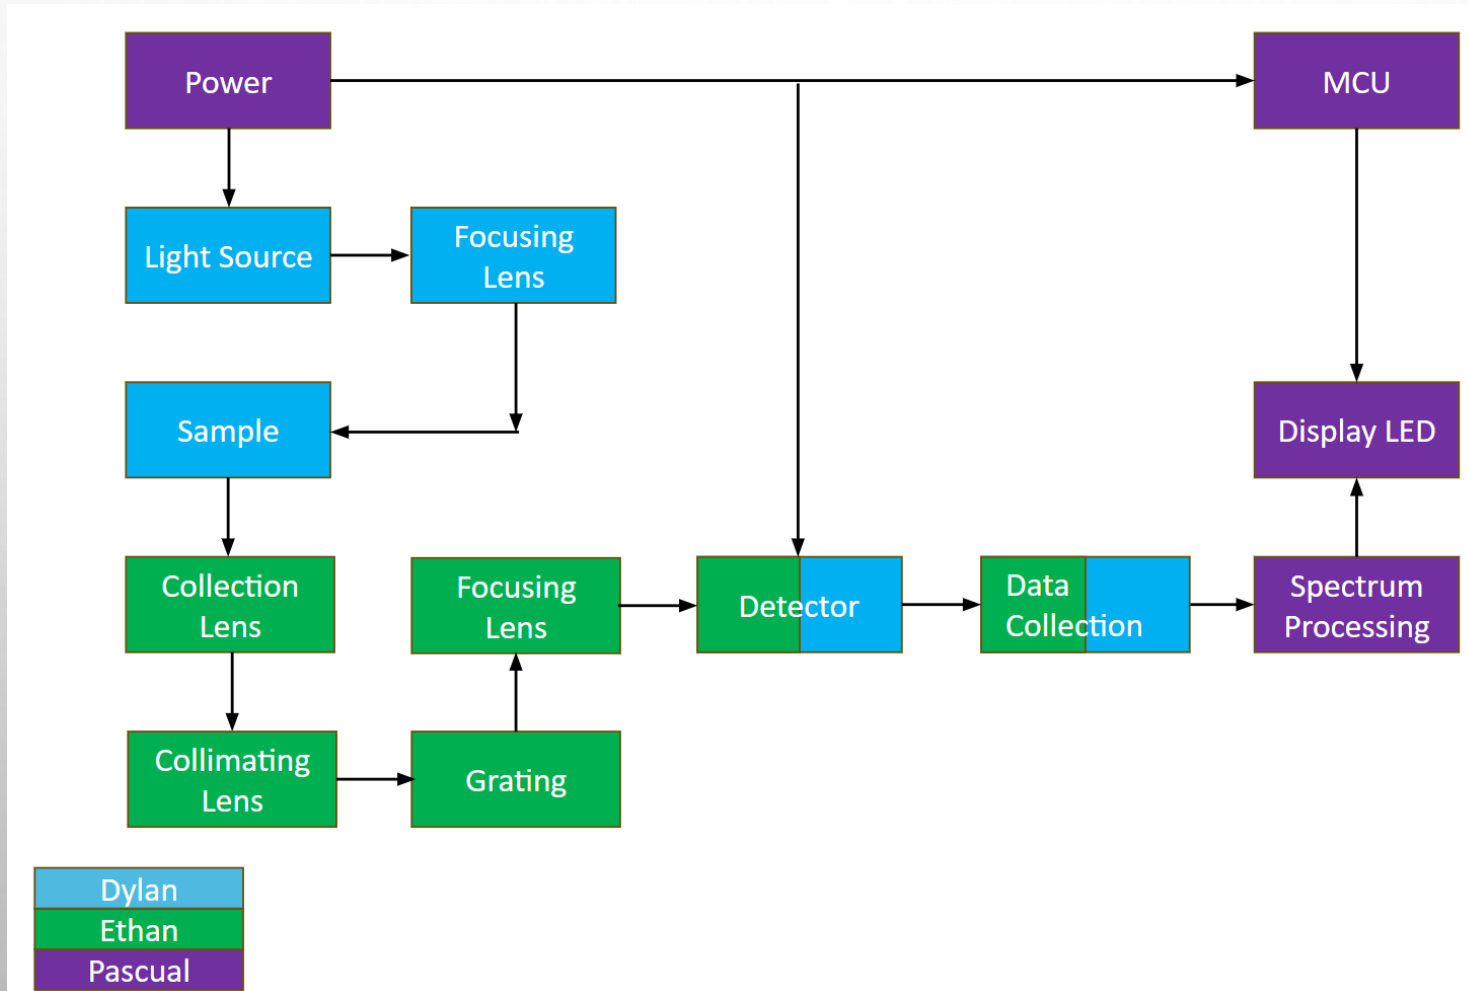 Power
MCU
Light Source
Focusing
Lens
Sample
Display LED
Collection
Lens
Focusing
Lens
Detector
Data
Collection
Spectrum
Processing
Collimating
Lens
Grating
Dylan
Ethan
Pascual